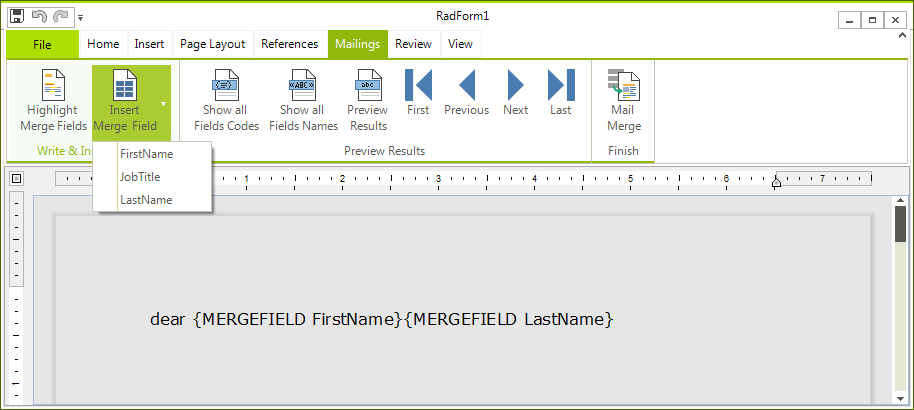 RadForm1
File Home Insert Page Layout References Mailings Review View
Highlight Merge Fields
Insert Merge Field
Show all Fields Codes
<ABC>
Show all Fields Names
abc
Preview Results
First Previous Next Last
Mail Merge
Write & In Preview Results Finish
FirstName
JobTitle
LastName
1 2 3 4 5 6 7
dear {MERGEFIELD FirstName}{MERGEFIELD LastName}